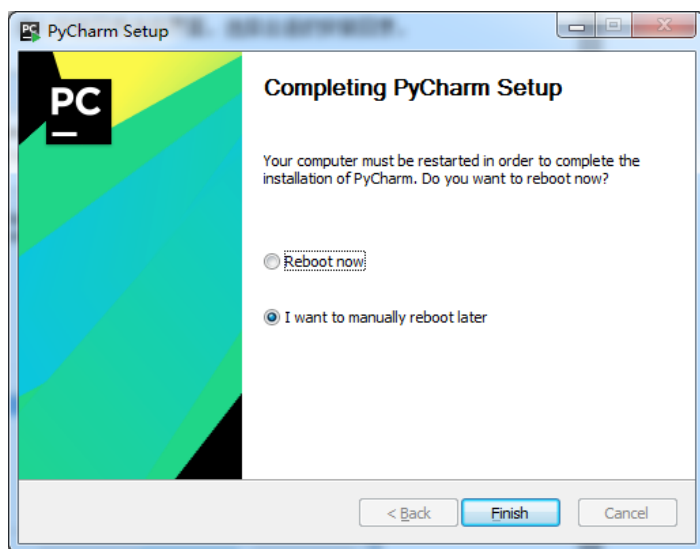 PyCharm Setup
PC
Completing PyCharm Setup
Your computer must be restarted in order to complete the
installation of PyCharm. Do you want to reboot now?
Reboot now
I want to manually reboot later
< Back
Finish
Cancel